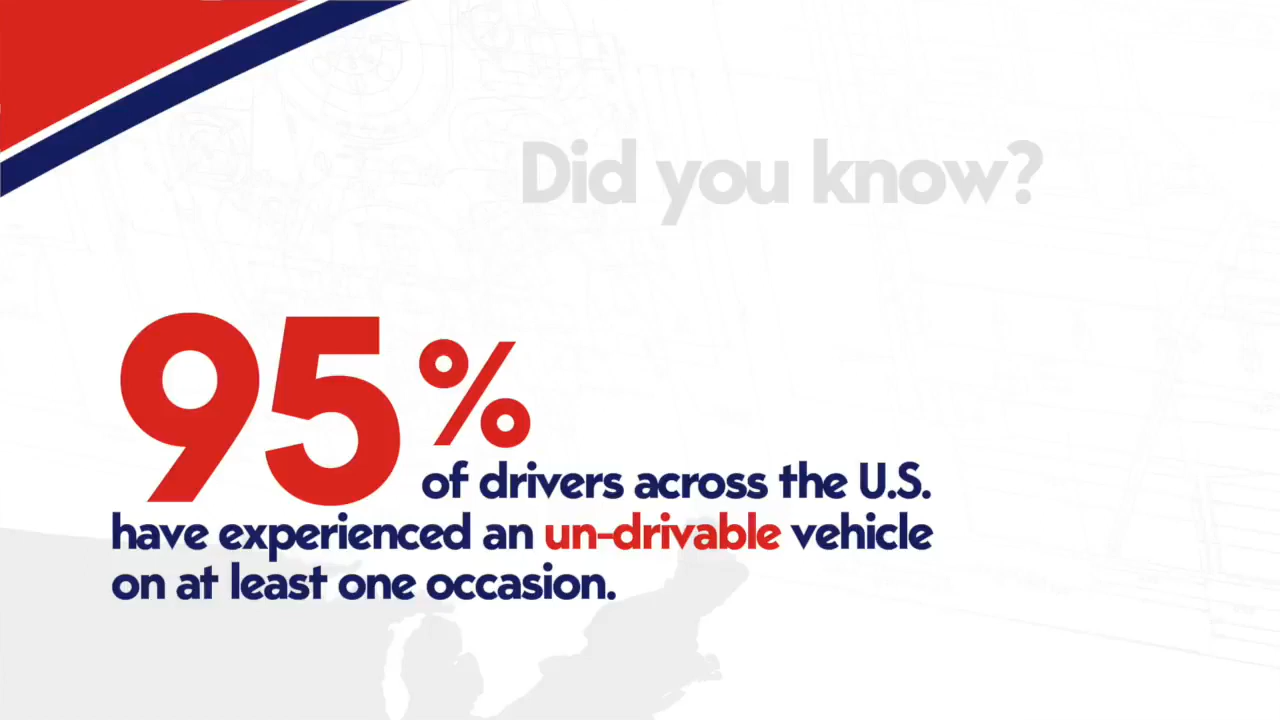 Did you know?
95%
of drivers across the U.S.
have experienced an un-drivable vehicle
on at least one occasion.